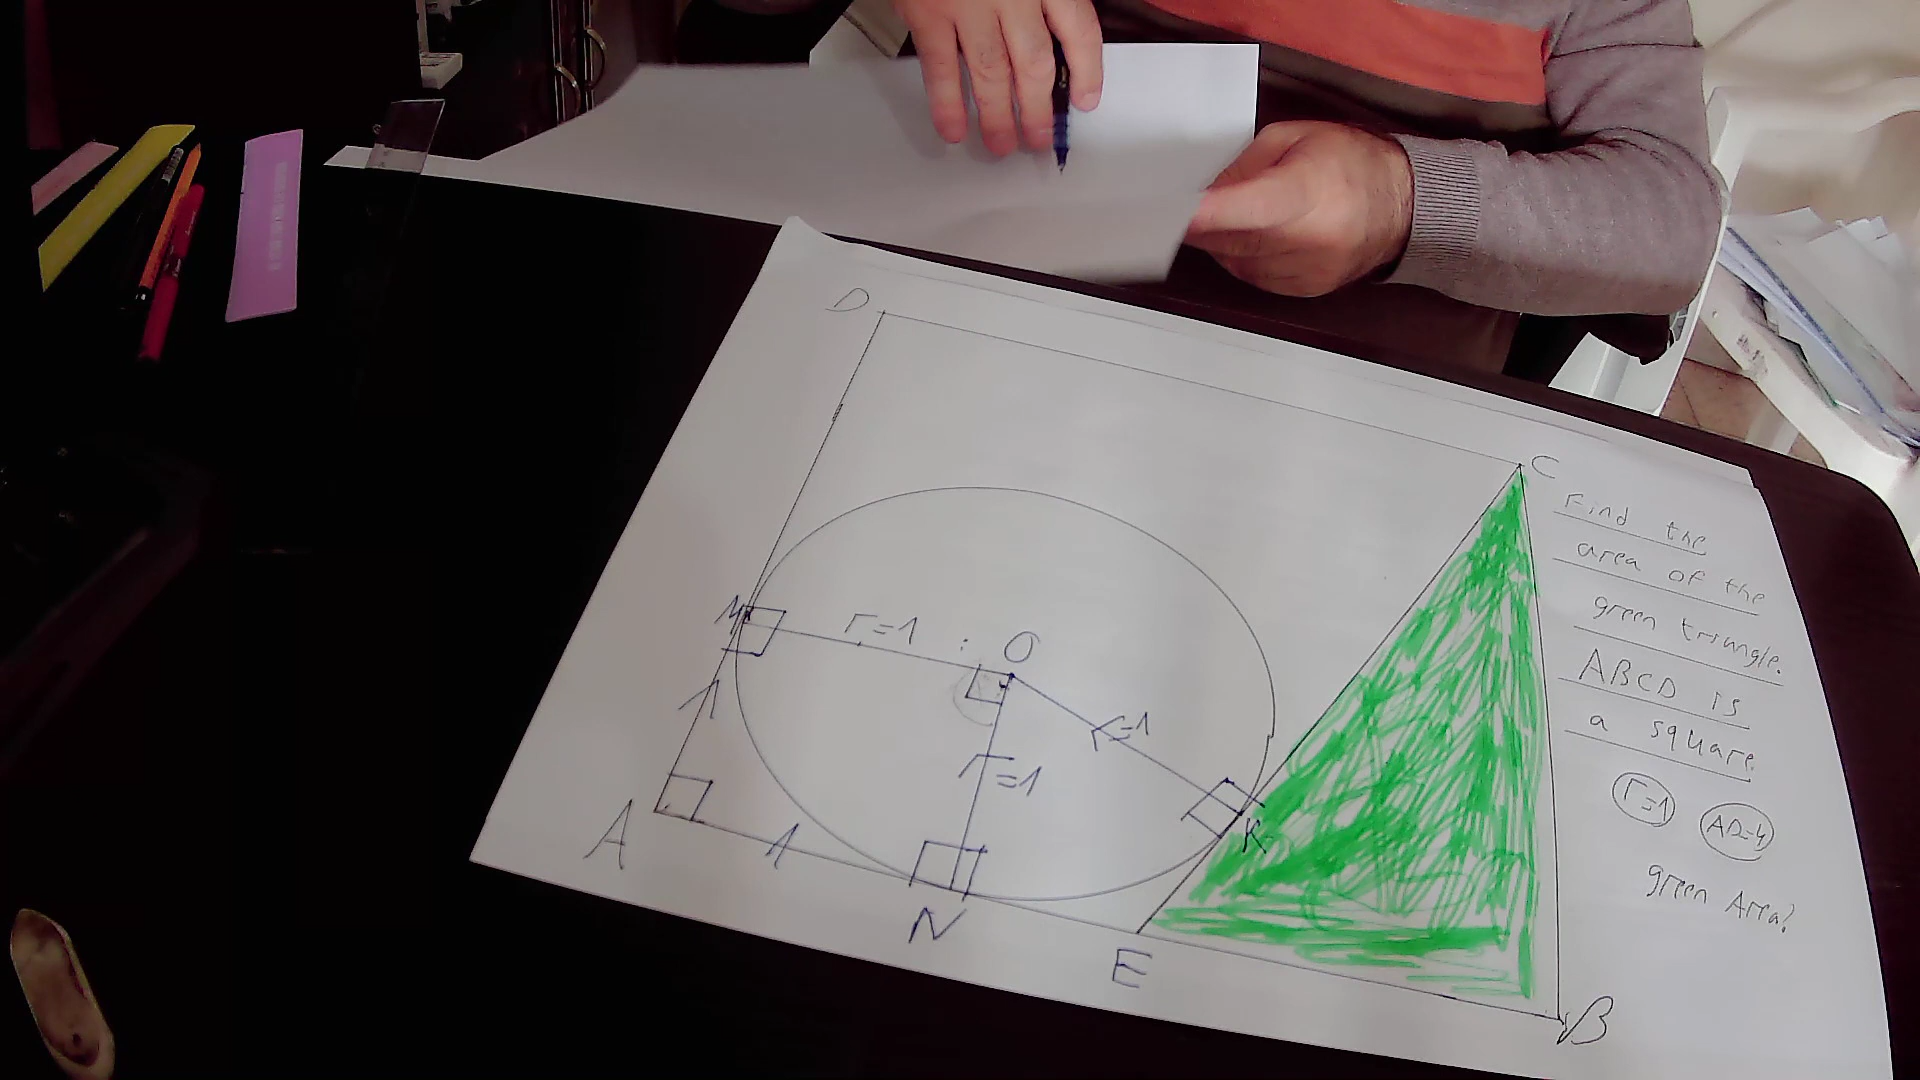 D
C
Find the
area of the
green triangle.
ABCD is
a square.
r=1
AD=4
green Area?
M
r=1
O
r=1
r=1
1
K
A
1
N
E
B